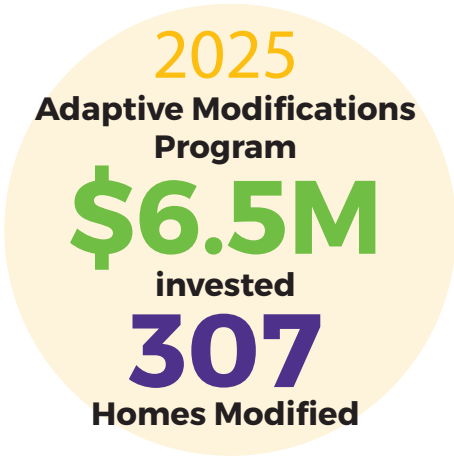 2025
Adaptive Modifications
Program
$6.5M
invested
307
Homes Modified